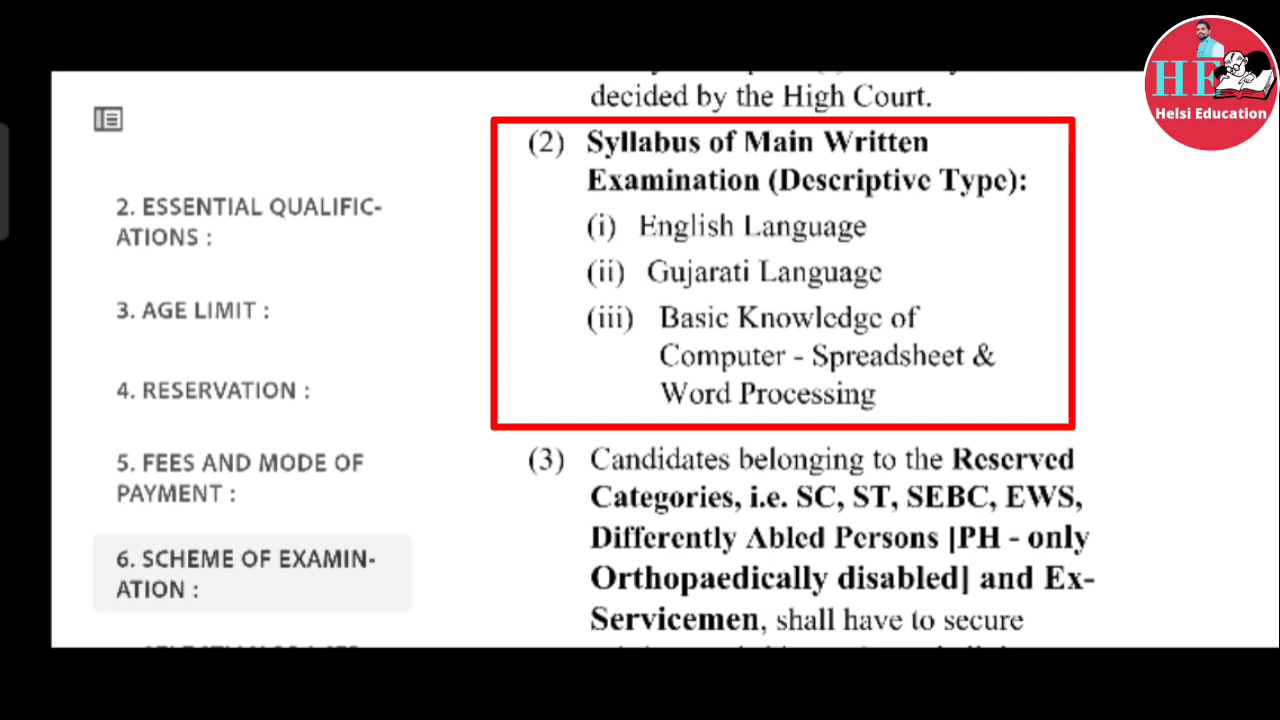 decided by the High Court.
(2) Syllabus of Main Written
Examination (Descriptive Type):
(i) English Language
(ii) Gujarati Language
(iii) Basic Knowledge of
Computer - Spreadsheet &
Word Processing
(3) Candidates belonging to the Reserved
Categories, i.e. SC, ST, SEBC, EWS,
Differently Abled Persons [PH - only
Orthopaedically disabled] and Ex-
Servicemen, shall have to secure
2. ESSENTIAL QUALIFIC-
ATIONS :
3. AGE LIMIT :
4. RESERVATION :
5. FEES AND MODE OF
PAYMENT :
6. SCHEME OF EXAMIN-
ATION :
HE
Helsi Education